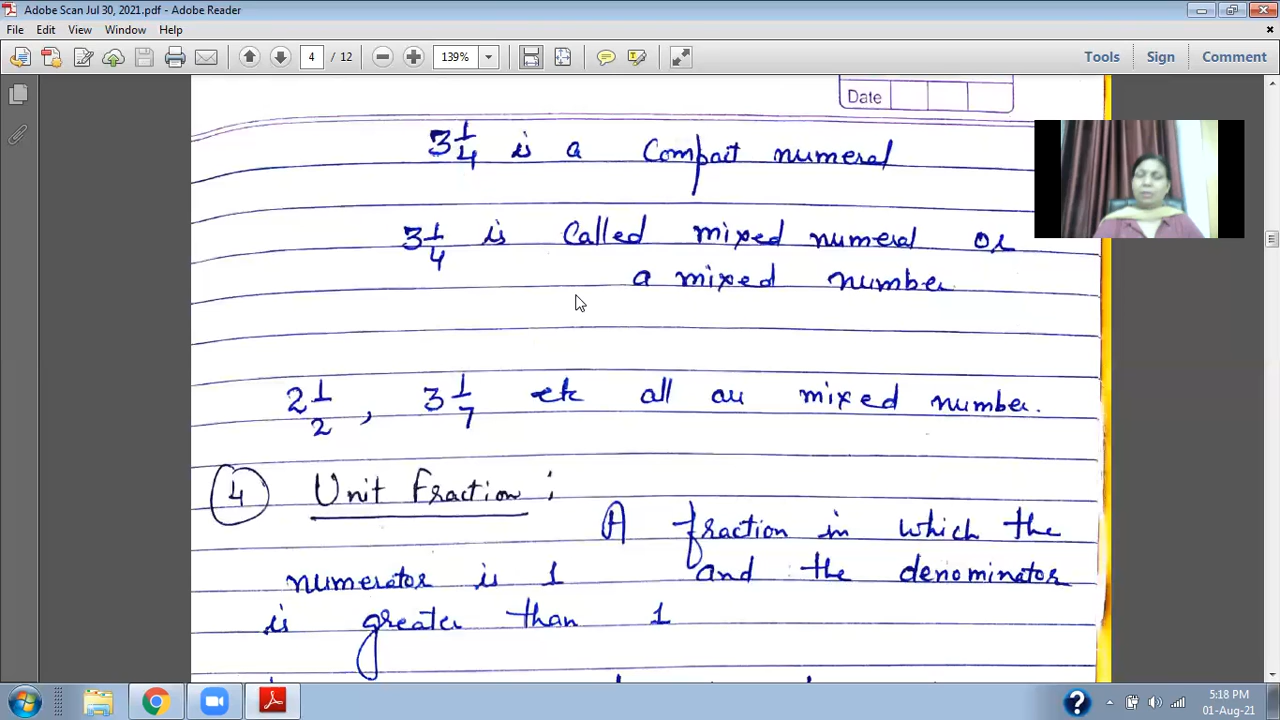 Adobe Scan Jul 30, 2021.pdf - Adobe Reader
File Edit View Window Help
4 / 12 139% Tools Sign Comment
Date
3 1/4 is a Compact numeral
3 1/4 is Called mixed numeral or
a mixed number
2 1/2 , 3 1/7 etc all are mixed number.
4 Unit Fraction :
A fraction in which the
numerator is 1 and the denominator
is greater than 1
5:18 PM
01-Aug-21